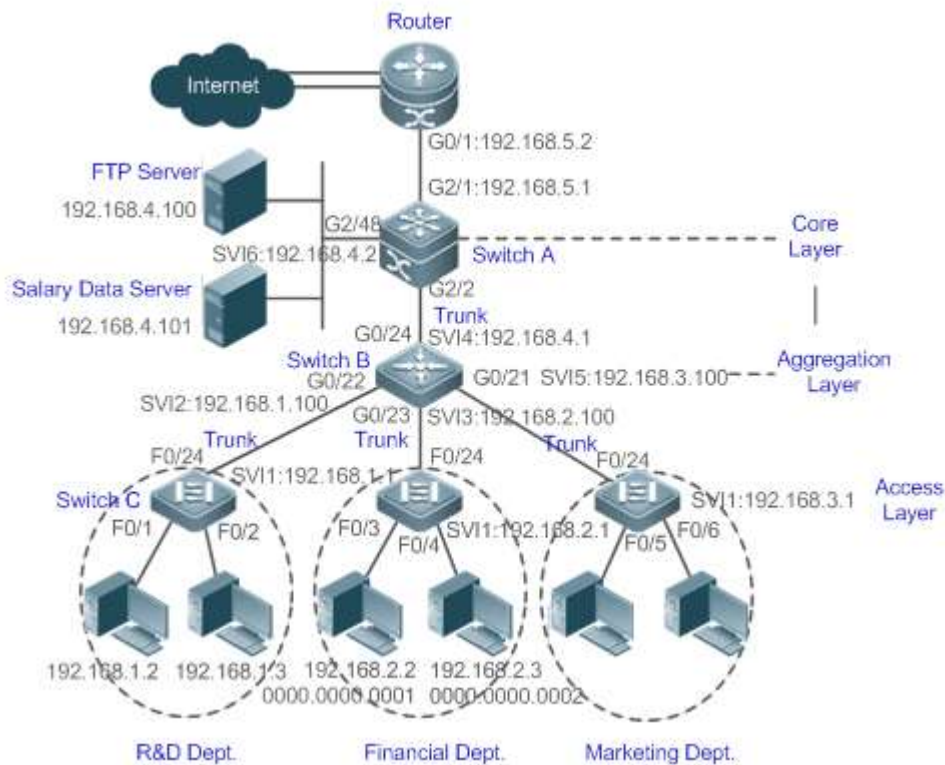 Router
Internet
G0/1:192.168.5.2
FTP Server
192.168.4.100
G2/1:192.168.5.1
G2/48
SVI6:192.168.4.2
Switch A
Core
Layer
Salary Data Server
192.168.4.101
G2/2
Trunk
G0/24
SVI4:192.168.4.1
Switch B
G0/22
G0/21
SVI5:192.168.3.100
Aggregation
Layer
SVI2:192.168.1.100
G0/23
SVI3:192.168.2.100
Trunk
Trunk
Trunk
F0/24
SVI1:192.168.1.1
F0/24
F0/24
Switch C
F0/1
F0/2
F0/3
F0/4
SVI1:192.168.2.1
F0/5
F0/6
SVI1:192.168.3.1
Access
Layer
192.168.1.2
192.168.1.3
192.168.2.2
192.168.2.3
0000.0000.0001
0000.0000.0002
R&D Dept.
Financial Dept.
Marketing Dept.